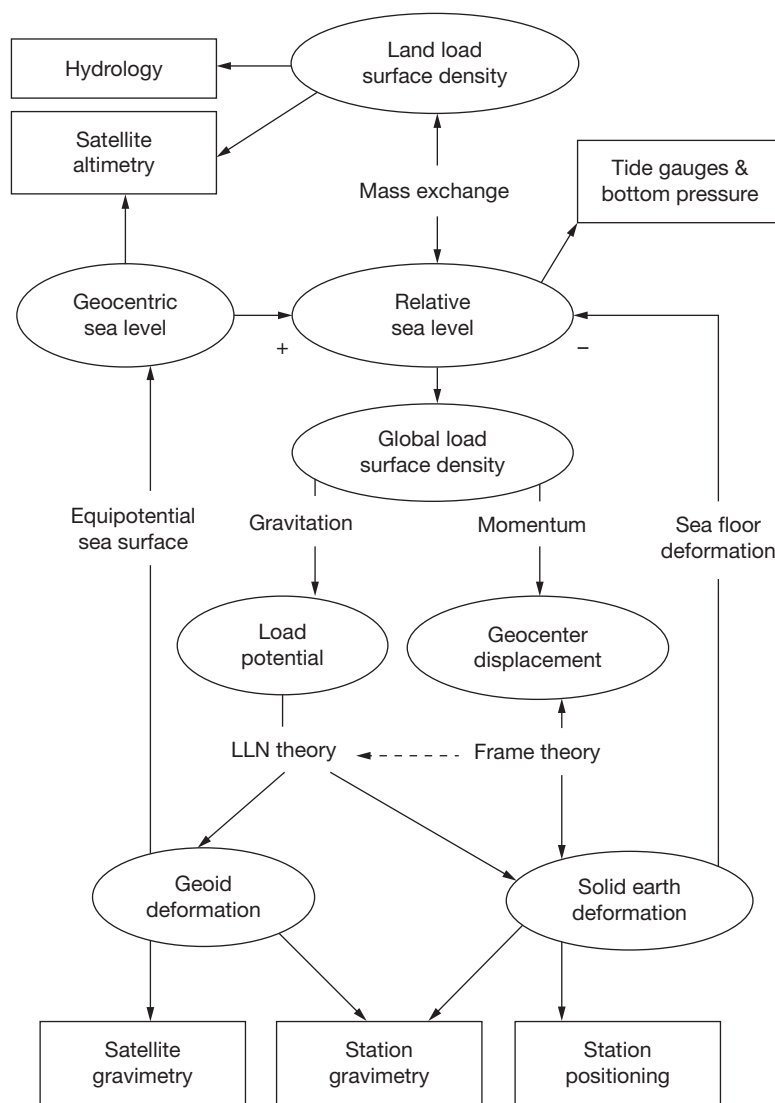 Land load
surface density
Hydrology
Satellite
altimetry
Tide gauges &
bottom pressure
Mass exchange
Geocentric
sea level
Relative
sea level
+
−
Global load
surface density
Equipotential
sea surface
Gravitation
Momentum
Sea floor
deformation
Load
potential
Geocenter
displacement
LLN theory
Frame theory
Geoid
deformation
Solid earth
deformation
Satellite
gravimetry
Station
gravimetry
Station
positioning